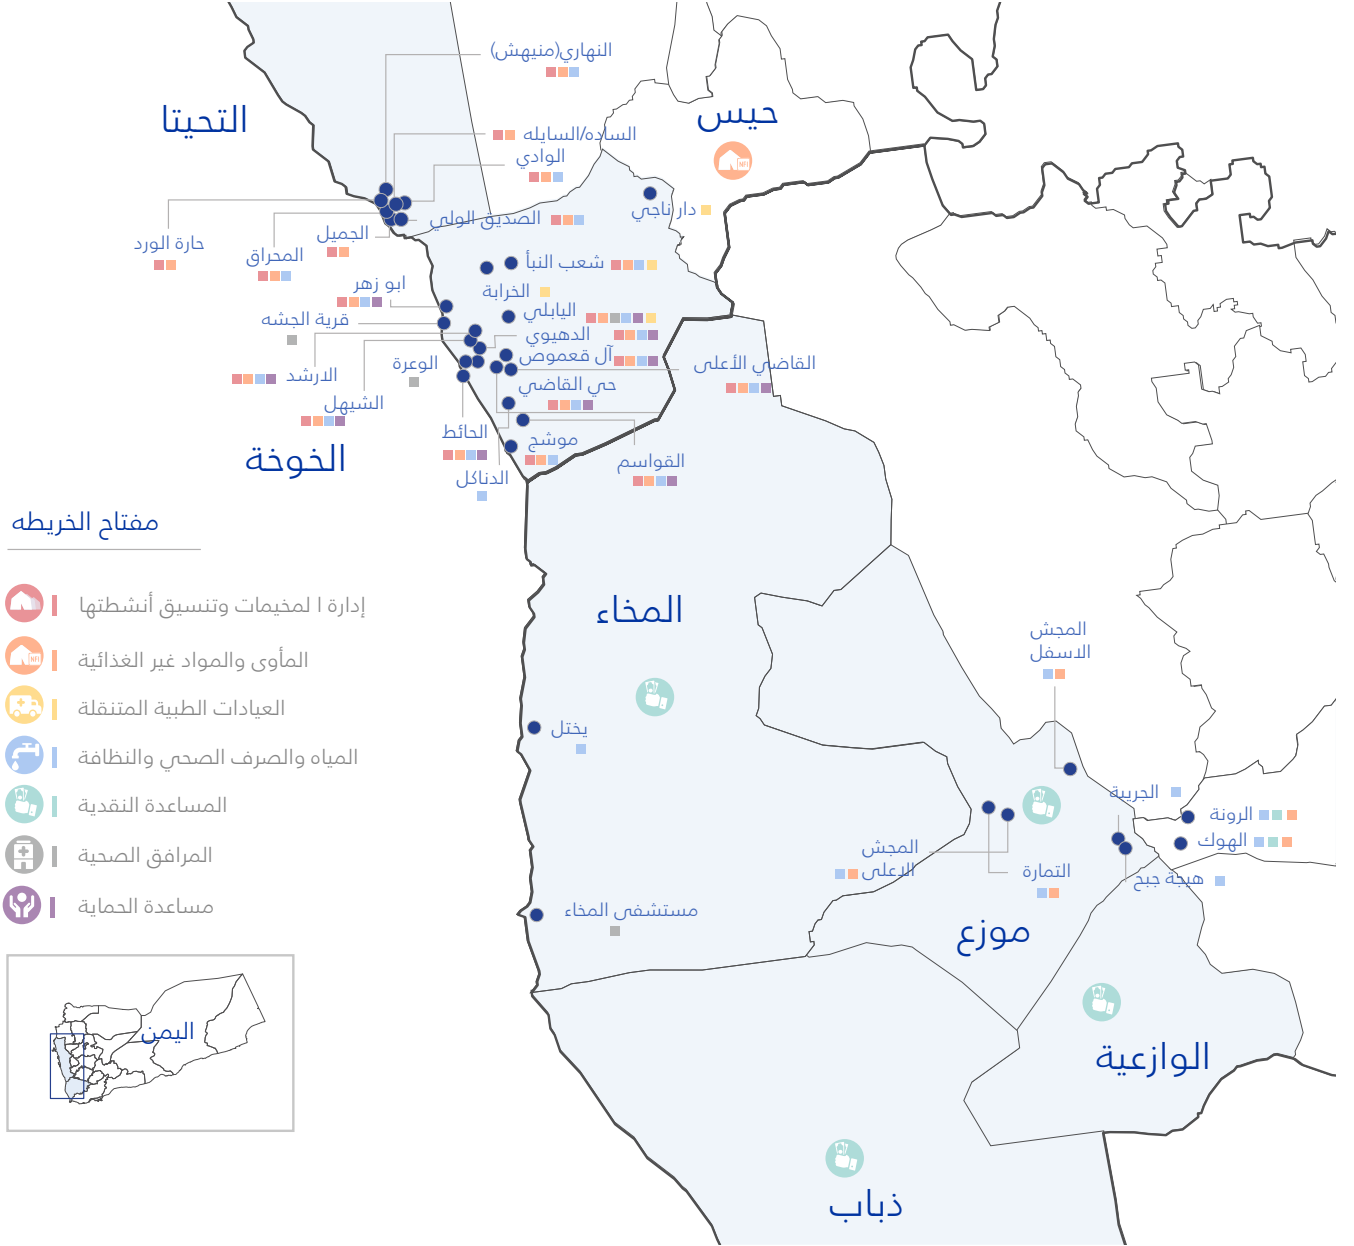 النهاري(منيهش)
حيس
التحيتا
الساده/السايله
الوادي
دار ناجي
الصديق الولي
الجميل
حارة الورد
المحراق
شعب النبأ
ابو زهر
الخرابة
اليابلي
قرية الجشه
الدهيوي
آل قعموص
القاضي الأعلى
الوعرة
الارشد
حي القاضي
الشيهل
الحائط
موشج
الخوخة
القواسم
الدناكل
مفتاح الخريطه
إدارة ا لمخيمات وتنسيق أنشطتها
المأوى والمواد غير الغذائية
العيادات الطبية المتنقلة
المياه والصرف الصحي والنظافة
المساعدة النقدية
المرافق الصحية
مساعدة الحماية
NFI
NFI
المخاء
المجش
الاسفل
يختل
الجريبة
الرونة
الهوك
المجش
الاعلى
التمارة
هيجة جبح
مستشفى المخاء
موزع
الوازعية
ذباب
اليمن